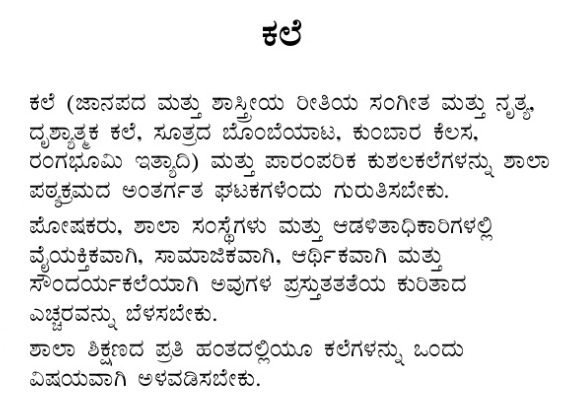 ಕಲೆ
ಕಲೆ (ಜಾನಪದ ಮತ್ತು ಶಾಸ್ತ್ರೀಯ ರೀತಿಯ ಸಂಗೀತ ಮತ್ತು ನೃತ್ಯ,
ದೃಶ್ಯಾತ್ಮಕ ಕಲೆ, ಸೂತ್ರದ ಬೊಂಬೆಯಾಟ, ಕುಂಬಾರ ಕೆಲಸ,
ರಂಗಭೂಮಿ ಇತ್ಯಾದಿ) ಮತ್ತು ಪಾರಂಪರಿಕ ಕುಶಲಕಲೆಗಳನ್ನು ಶಾಲಾ
ಪಠ್ಯಕ್ರಮದ ಅಂತರ್ಗತ ಘಟಕಗಳೆಂದು ಗುರುತಿಸಬೇಕು.
ಪೋಷಕರು, ಶಾಲಾ ಸಂಸ್ಥೆಗಳು ಮತ್ತು ಆಡಳಿತಾಧಿಕಾರಿಗಳಲ್ಲಿ
ವೈಯಕ್ತಿಕವಾಗಿ, ಸಾಮಾಜಿಕವಾಗಿ, ಆರ್ಥಿಕವಾಗಿ ಮತ್ತು
ಸೌಂದರ್ಯಕಲೆಯಾಗಿ ಅವುಗಳ ಪ್ರಸ್ತುತತತೆಯ ಕುರಿತಾದ
ಎಚ್ಚರವನ್ನು ಬೆಳಸಬೇಕು.
ಶಾಲಾ ಶಿಕ್ಷಣದ ಪ್ರತಿ ಹಂತದಲ್ಲಿಯೂ ಕಲೆಗಳನ್ನು ಒಂದು
ವಿಷಯವಾಗಿ ಅಳವಡಿಸಬೇಕು.